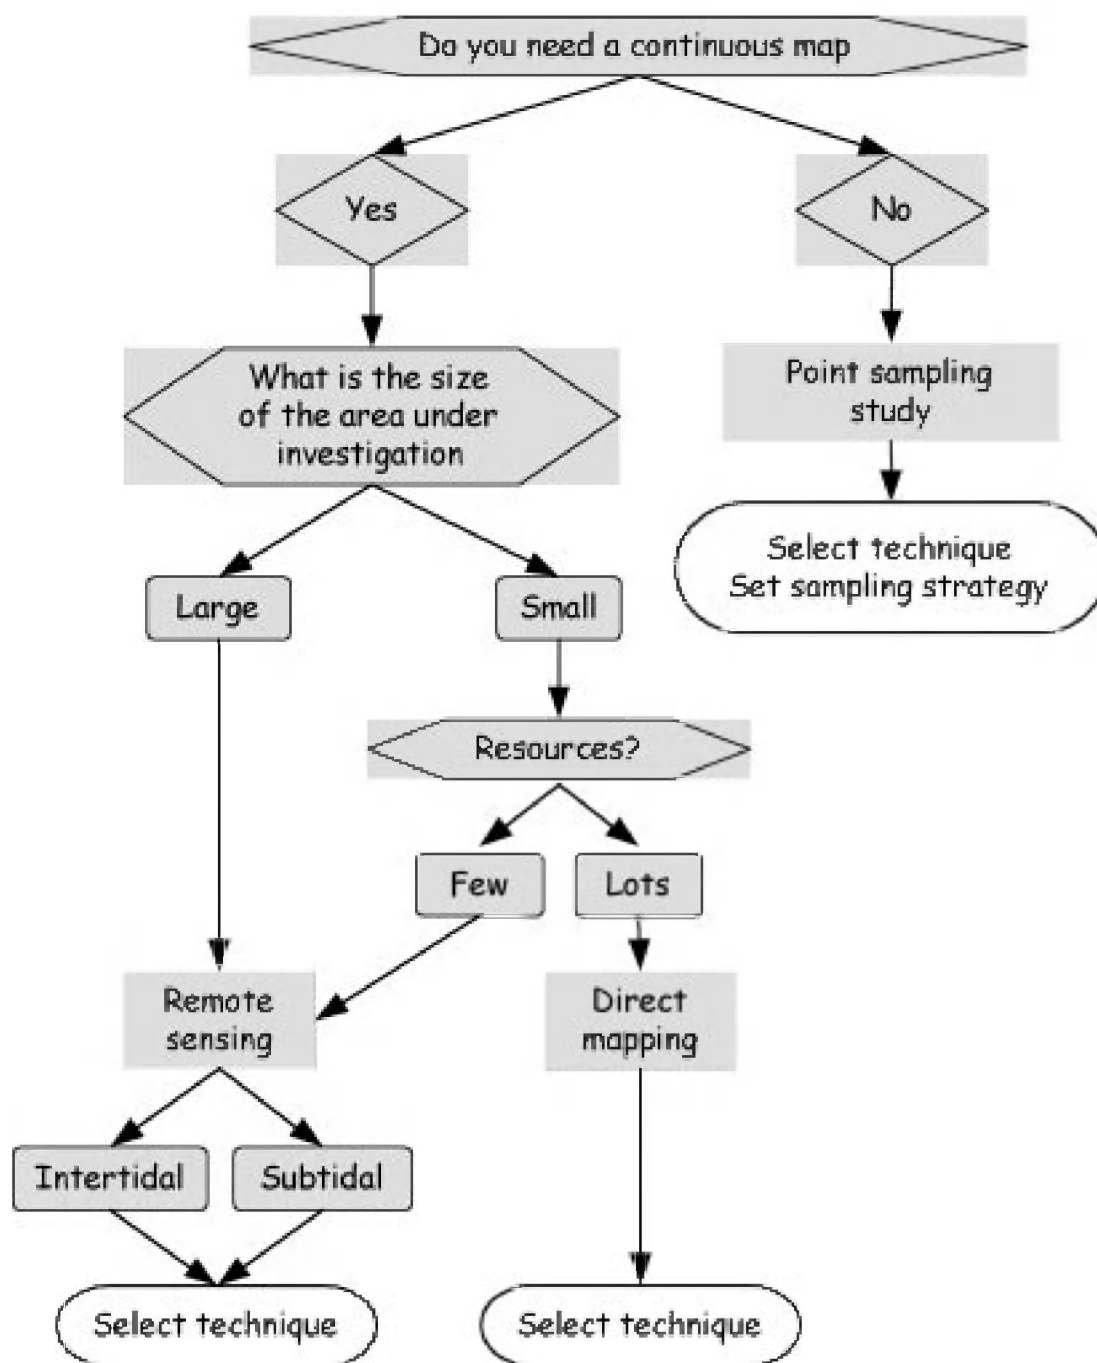 Do you need a continuous map
Yes
No
What is the size
of the area under
investigation
Point sampling
study
Select technique
Set sampling strategy
Large
Small
Resources?
Few
Lots
Remote
sensing
Direct
mapping
Intertidal
Subtidal
Select technique
Select technique